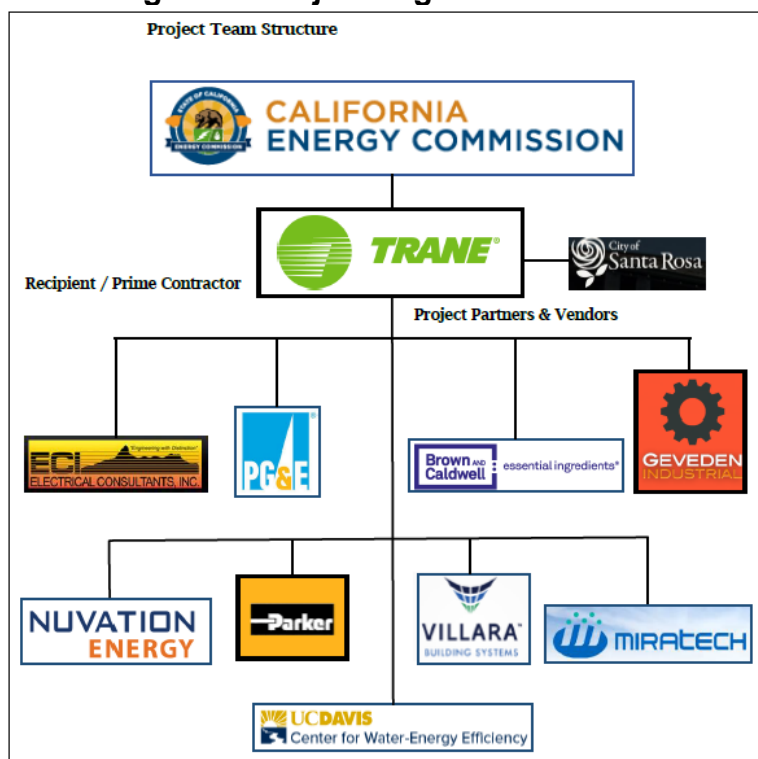 Project Team Structure
STATE OF CALIFORNIA
ENERGY COMMISSION
CALIFORNIA
ENERGY COMMISSION
TRANE®
City of
Santa Rosa
Recipient / Prime Contractor
Project Partners & Vendors
"Engineering with Distinction"
ECI
ELECTRICAL CONSULTANTS, INC.
PG&E®
Brown AND
Caldwell
essential ingredients®
GEVEDEN
INDUSTRIAL
NUVATION
ENERGY
Parker
VILLARA™
BUILDING SYSTEMS
MIRATECH
UCDAVIS
Center for Water-Energy Efficiency